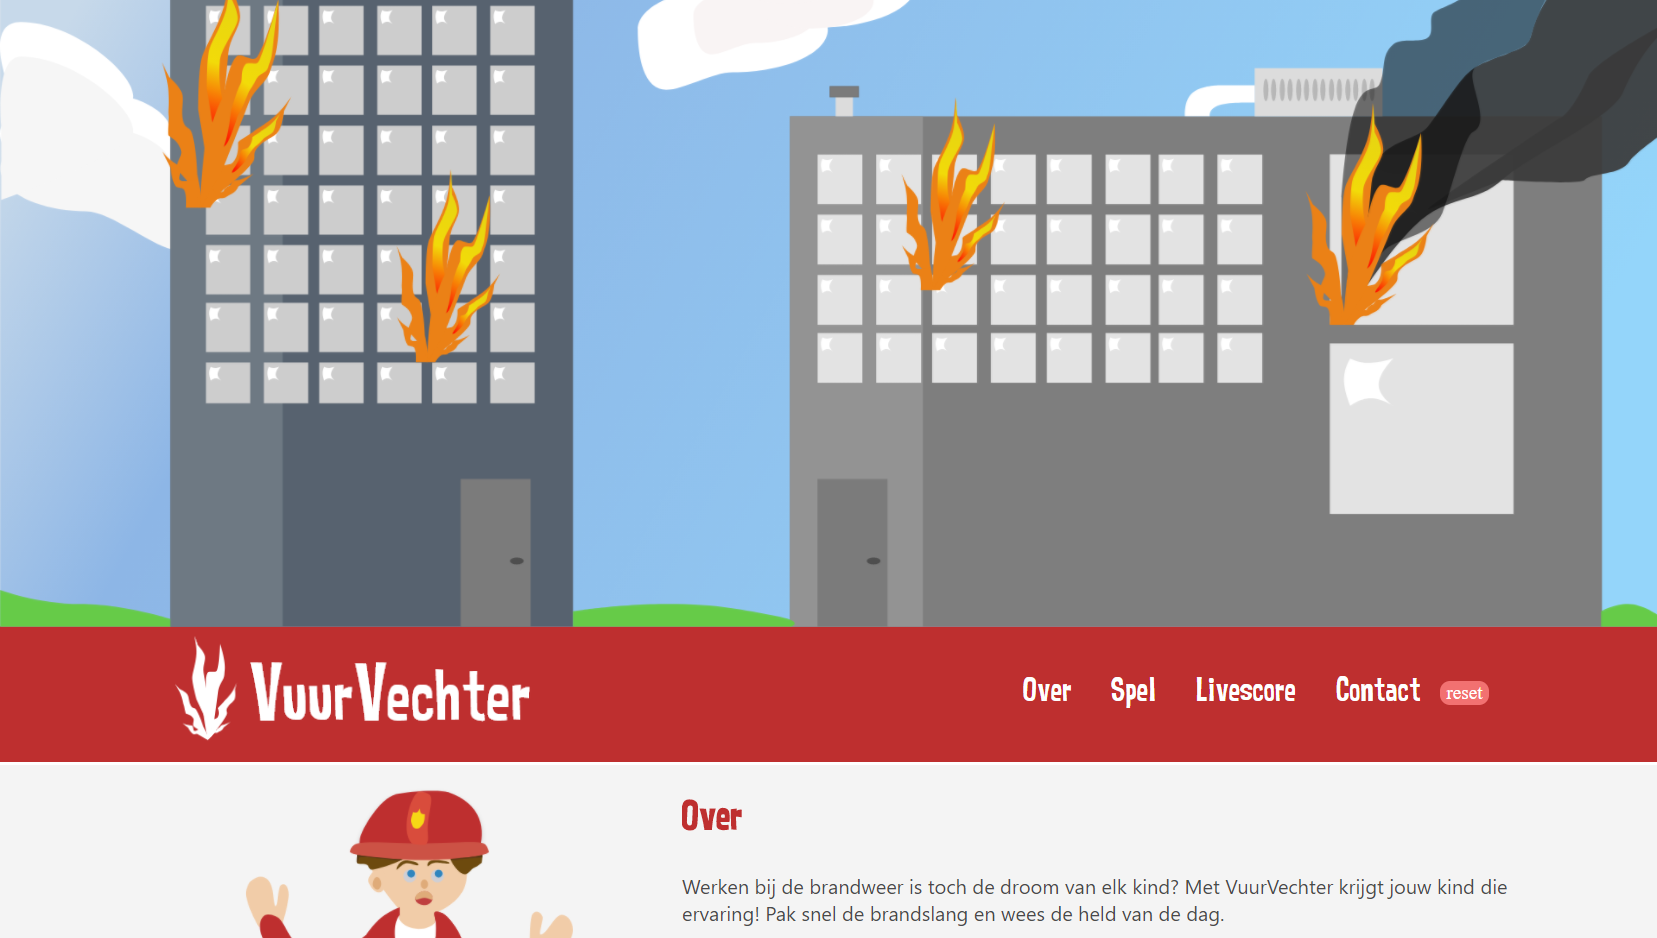 VuurVechter
Over Spel Livescore Contact reset
Over
Werken bij de brandweer is toch de droom van elk kind? Met VuurVechter krijgt jouw kind die
ervaring! Pak snel de brandslang en wees de held van de dag.